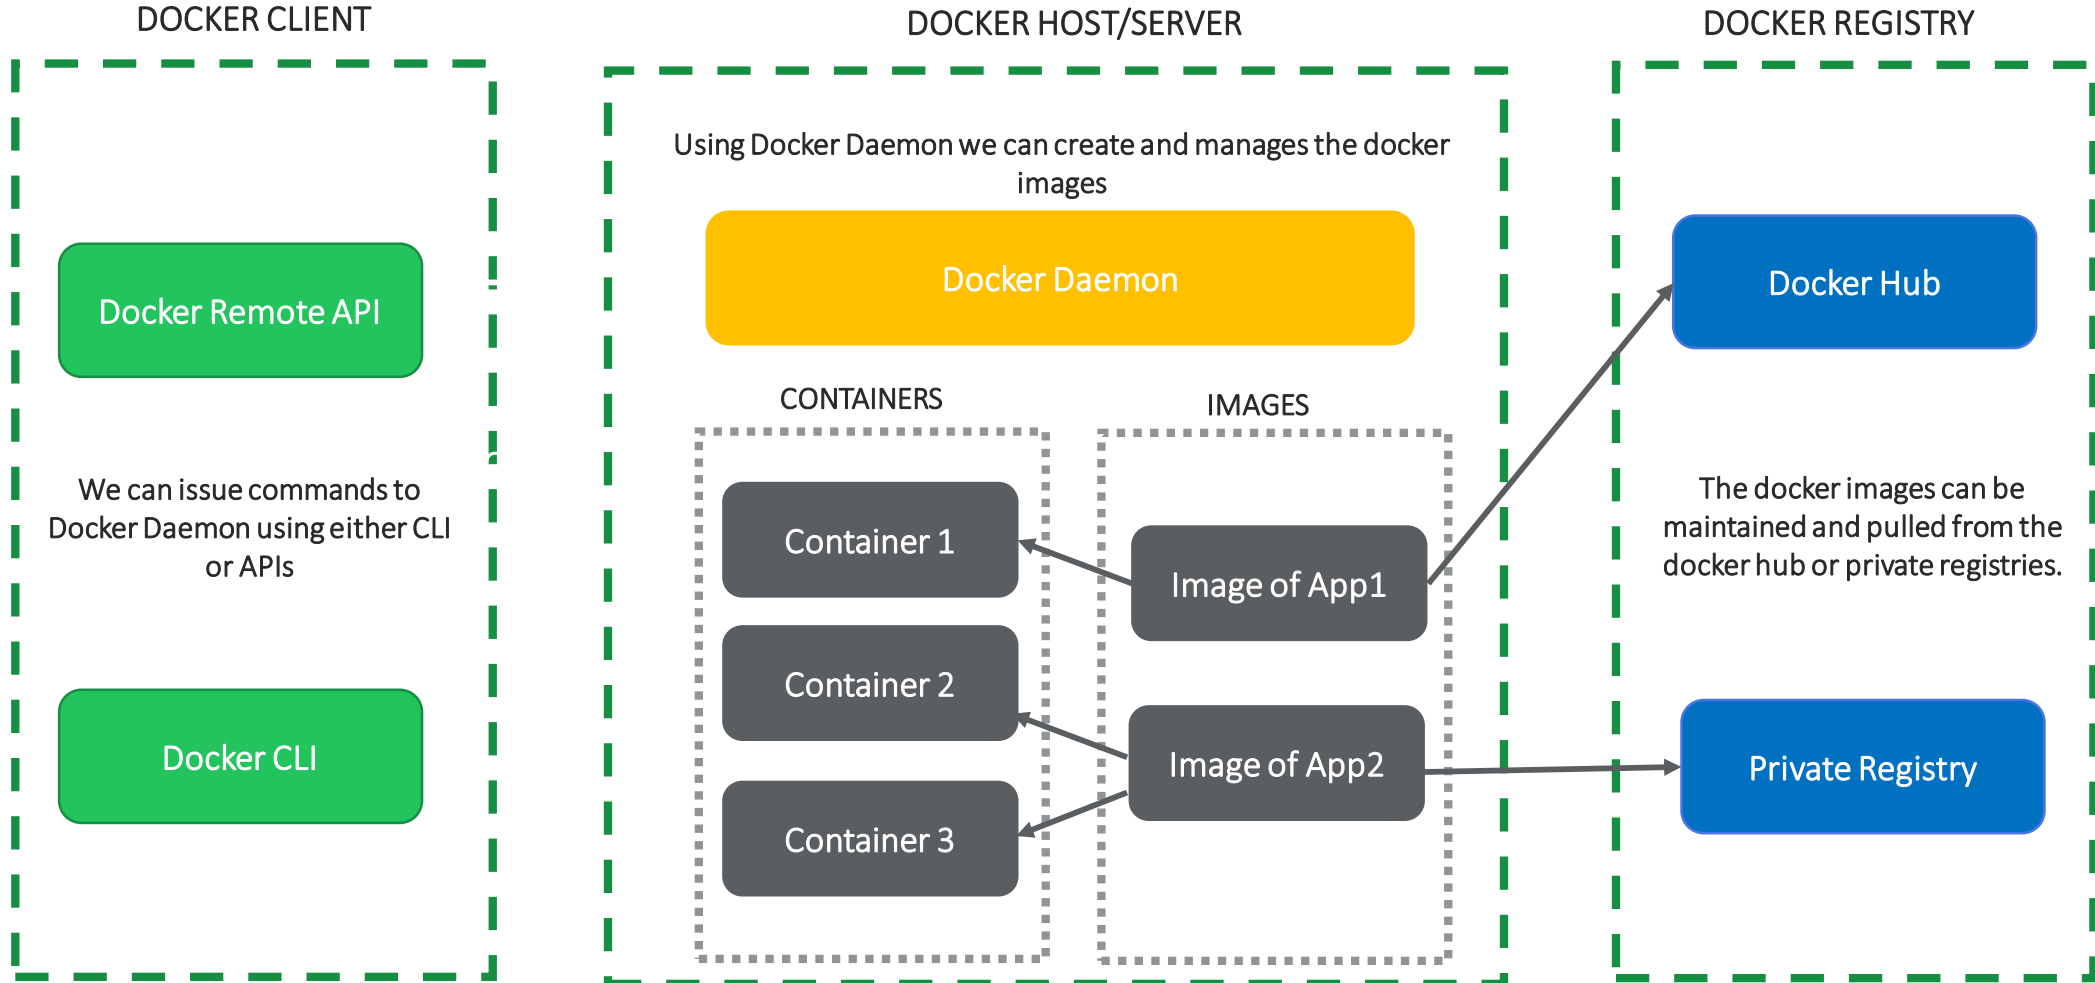 DOCKER CLIENT
Docker Remote API
We can issue commands to
Docker Daemon using either CLI
or APIs
Docker CLI
DOCKER HOST/SERVER
Using Docker Daemon we can create and manages the docker
images
Docker Daemon
CONTAINERS
Container 1
Container 2
Container 3
IMAGES
Image of App1
Image of App2
DOCKER REGISTRY
Docker Hub
The docker images can be
maintained and pulled from the
docker hub or private registries.
Private Registry